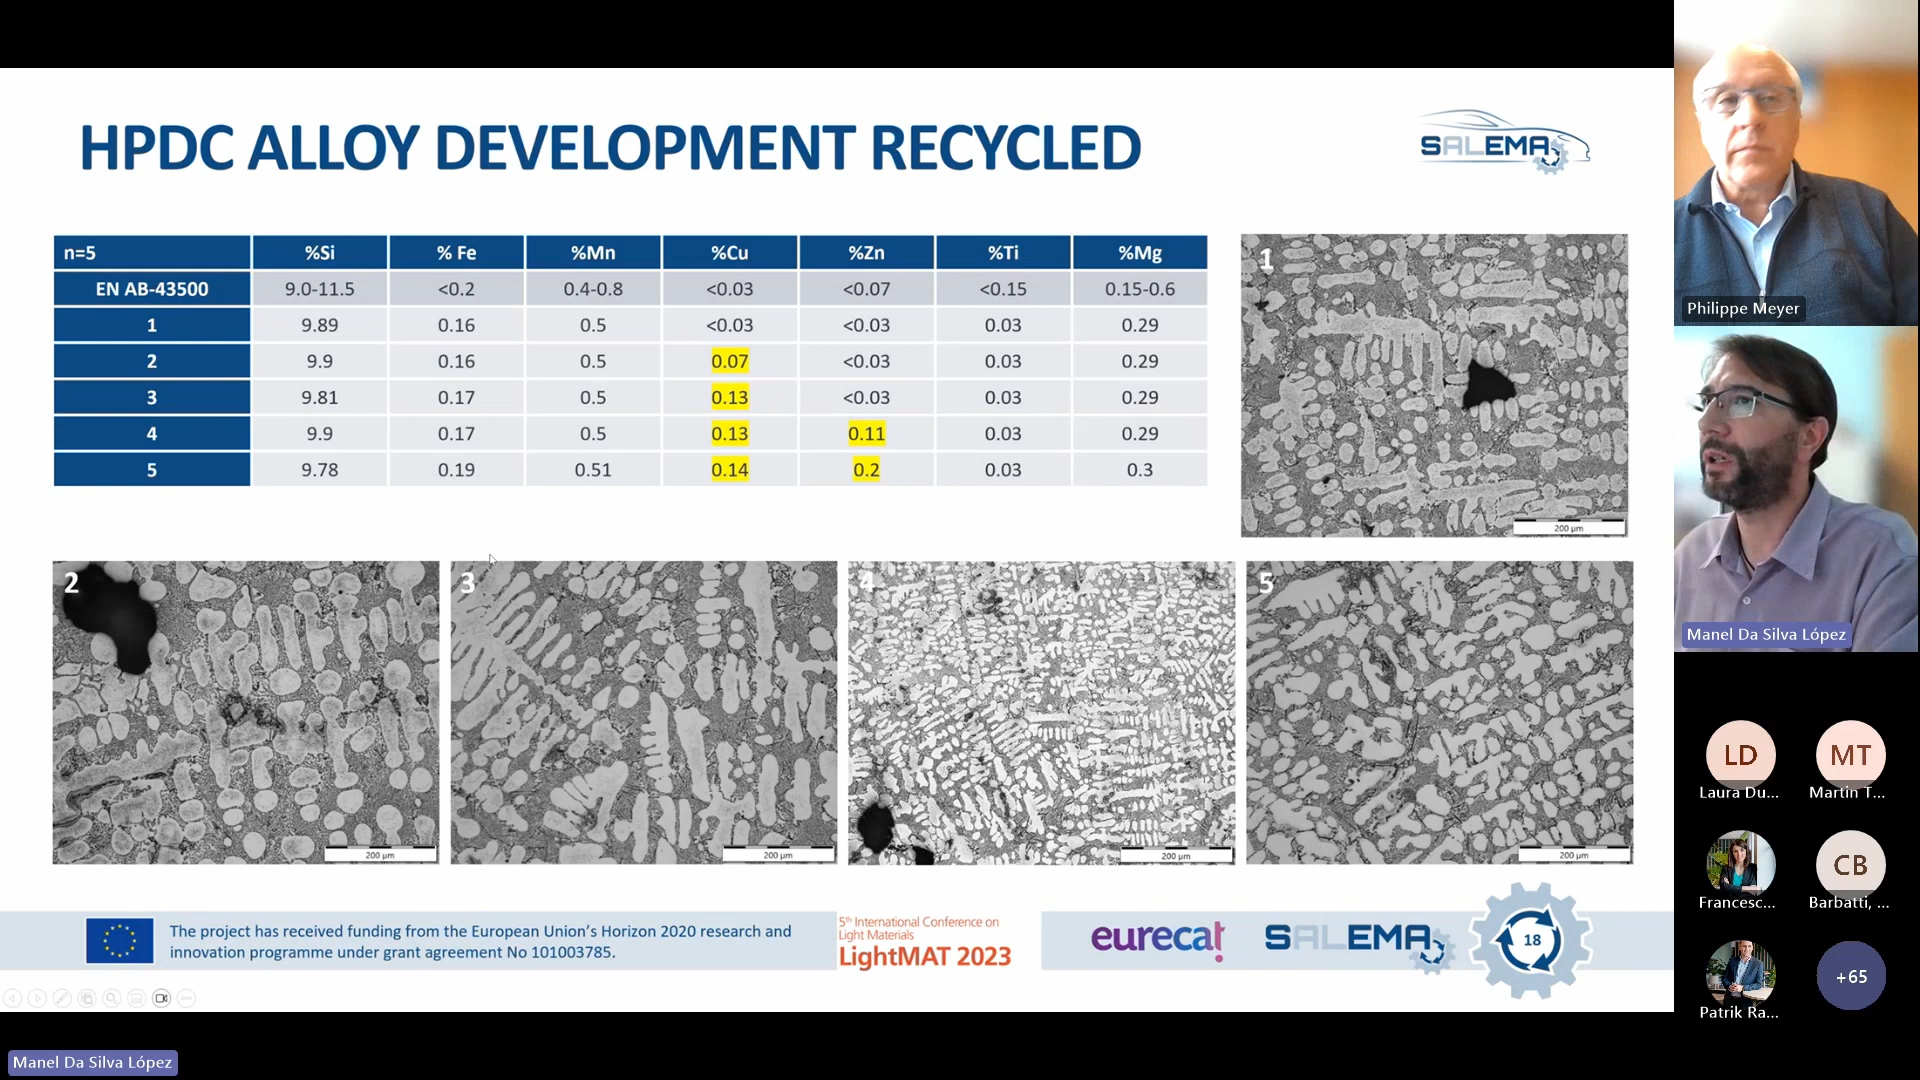 HPDC ALLOY DEVELOPMENT RECYCLED
SALEMA
n=5 %Si % Fe %Mn %Cu %Zn %Ti %Mg
EN AB-43500 9.0-11.5 <0.2 0.4-0.8 <0.03 <0.07 <0.15 0.15-0.6
1 9.89 0.16 0.5 <0.03 <0.03 0.03 0.29
2 9.9 0.16 0.5 0.07 <0.03 0.03 0.29
3 9.81 0.17 0.5 0.13 <0.03 0.03 0.29
4 9.9 0.17 0.5 0.13 0.11 0.03 0.29
5 9.78 0.19 0.51 0.14 0.2 0.03 0.3
1
200 µm
2
200 µm
3
200 µm
4
200 µm
5
200 µm
The project has received funding from the European Union's Horizon 2020 research and
innovation programme under grant agreement No 101003785.
5th International Conference on
Light Materials
LightMAT 2023
eurecat
SALEMA
18
Philippe Meyer
Manel Da Silva López
LD
Laura Du...
MT
Martin T...
Francesc...
CB
Barbatti, ...
Patrik Ra...
+65
Manel Da Silva López